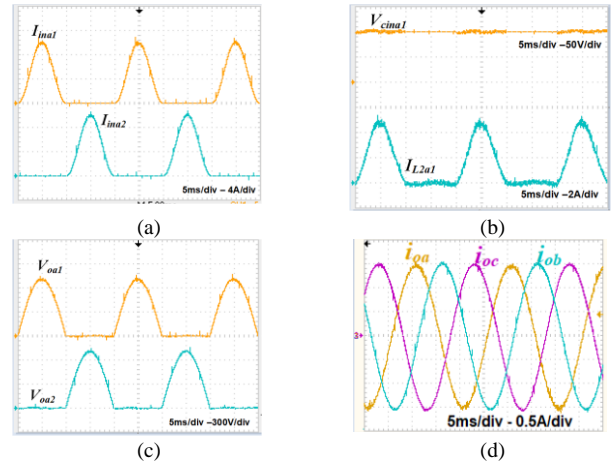 Iina1
Iina2
5ms/div – 4A/div
(a)
Vcina1
5ms/div –50V/div
IL2a1
5ms/div –2A/div
(b)
Voa1
Voa2
5ms/div –300V/div
(c)
ioa
ioc
iob
3
5ms/div - 0.5A/div
(d)